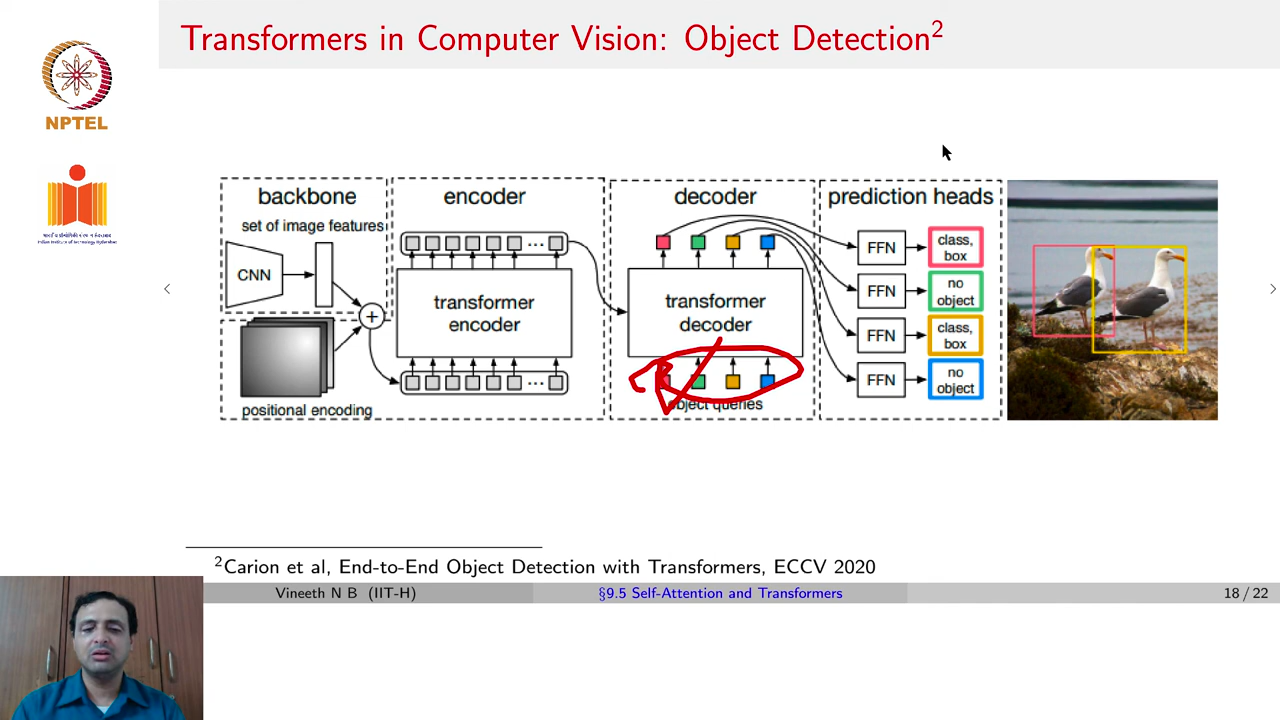 Transformers in Computer Vision: Object Detection2
NPTEL
backbone
set of image features
CNN
+
positional encoding
encoder
...
transformer
encoder
...
decoder
transformer
decoder
object queries
prediction heads
FFN
class,
box
FFN
no
object
FFN
class,
box
FFN
no
object
2Carion et al, End-to-End Object Detection with Transformers, ECCV 2020
Vineeth N B (IIT-H)
§9.5 Self-Attention and Transformers
18 / 22